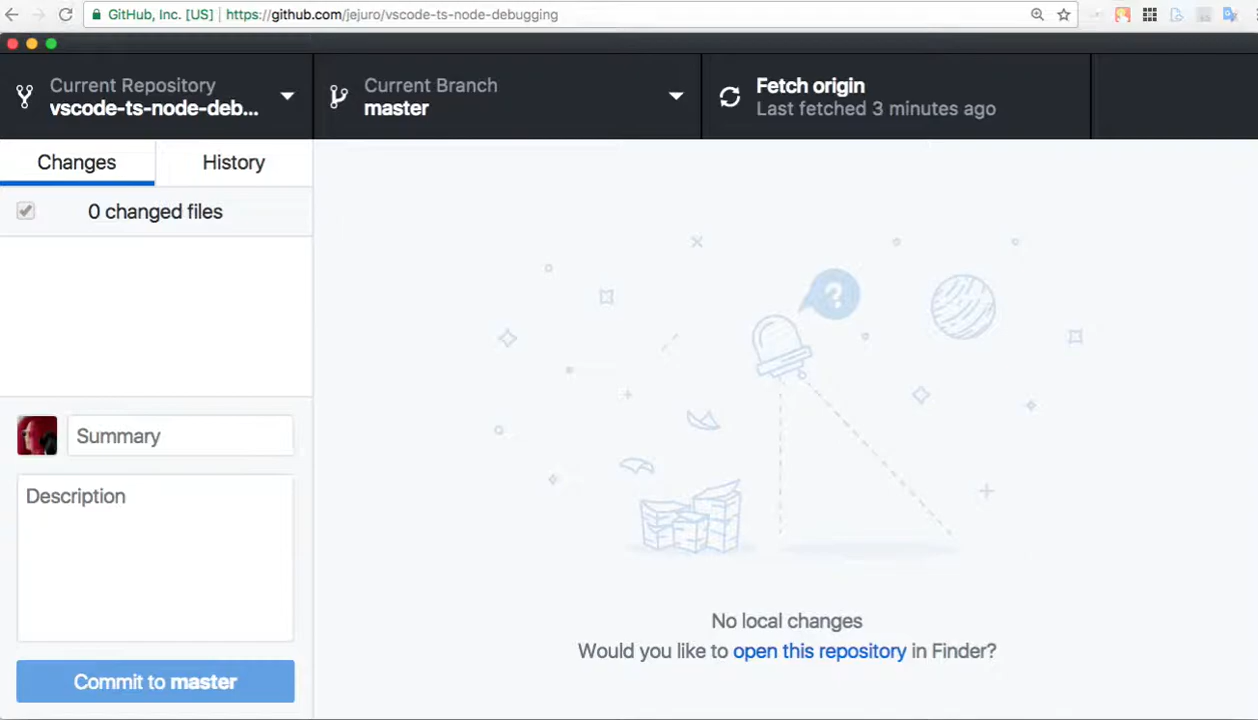 GitHub, Inc. [US]
https://github.com/jejuro/vscode-ts-node-debugging
Current Repository
vscode-ts-node-deb...
Current Branch
master
Fetch origin
Last fetched 3 minutes ago
Changes
History
0 changed files
?
Summary
Description
Commit to master
No local changes
Would you like to open this repository in Finder?